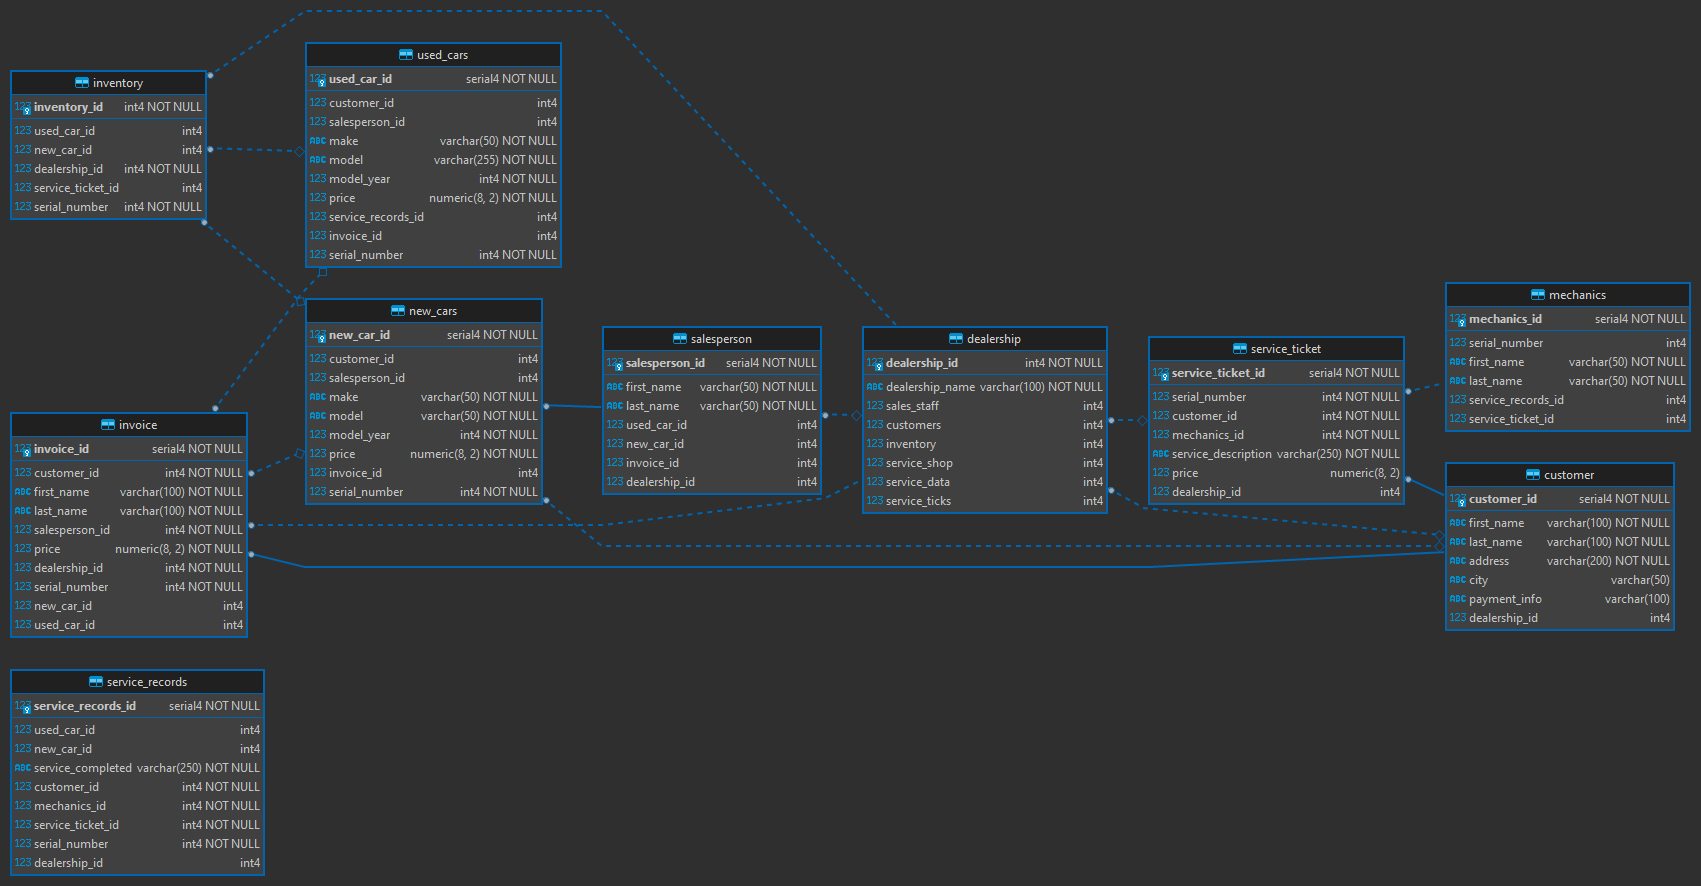 inventory
123 inventory_id int4 NOT NULL
123 used_car_id int4
123 new_car_id int4
123 dealership_id int4 NOT NULL
123 service_ticket_id int4
123 serial_number int4 NOT NULL
used_cars
123 used_car_id serial4 NOT NULL
123 customer_id int4
123 salesperson_id int4
ABC make varchar(50) NOT NULL
ABC model varchar(255) NOT NULL
123 model_year int4 NOT NULL
123 price numeric(8, 2) NOT NULL
123 service_records_id int4
123 invoice_id int4
123 serial_number int4 NOT NULL
new_cars
123 new_car_id serial4 NOT NULL
123 customer_id int4
123 salesperson_id int4
ABC make varchar(50) NOT NULL
ABC model varchar(50) NOT NULL
123 model_year int4 NOT NULL
123 price numeric(8, 2) NOT NULL
123 invoice_id int4
123 serial_number int4 NOT NULL
salesperson
123 salesperson_id serial4 NOT NULL
ABC first_name varchar(50) NOT NULL
ABC last_name varchar(50) NOT NULL
123 used_car_id int4
123 new_car_id int4
123 invoice_id int4
123 dealership_id int4
dealership
123 dealership_id int4 NOT NULL
ABC dealership_name varchar(100) NOT NULL
123 sales_staff int4
123 customers int4
123 inventory int4
123 service_shop int4
123 service_data int4
123 service_ticks int4
service_ticket
123 service_ticket_id serial4 NOT NULL
123 serial_number int4 NOT NULL
123 customer_id int4 NOT NULL
123 mechanics_id int4 NOT NULL
ABC service_description varchar(250) NOT NULL
123 price numeric(8, 2)
123 dealership_id int4
mechanics
123 mechanics_id serial4 NOT NULL
123 serial_number int4
ABC first_name varchar(50) NOT NULL
ABC last_name varchar(50) NOT NULL
123 service_records_id int4
123 service_ticket_id int4
customer
123 customer_id serial4 NOT NULL
ABC first_name varchar(100) NOT NULL
ABC last_name varchar(100) NOT NULL
ABC address varchar(200) NOT NULL
ABC city varchar(50)
ABC payment_info varchar(100)
123 dealership_id int4
invoice
123 invoice_id serial4 NOT NULL
123 customer_id int4 NOT NULL
ABC first_name varchar(100) NOT NULL
ABC last_name varchar(100) NOT NULL
123 salesperson_id int4 NOT NULL
123 price numeric(8, 2) NOT NULL
123 dealership_id int4 NOT NULL
123 serial_number int4 NOT NULL
123 new_car_id int4
123 used_car_id int4
service_records
123 service_records_id serial4 NOT NULL
123 used_car_id int4
123 new_car_id int4
ABC service_completed varchar(250) NOT NULL
123 customer_id int4 NOT NULL
123 mechanics_id int4 NOT NULL
123 service_ticket_id int4 NOT NULL
123 serial_number int4 NOT NULL
123 dealership_id int4